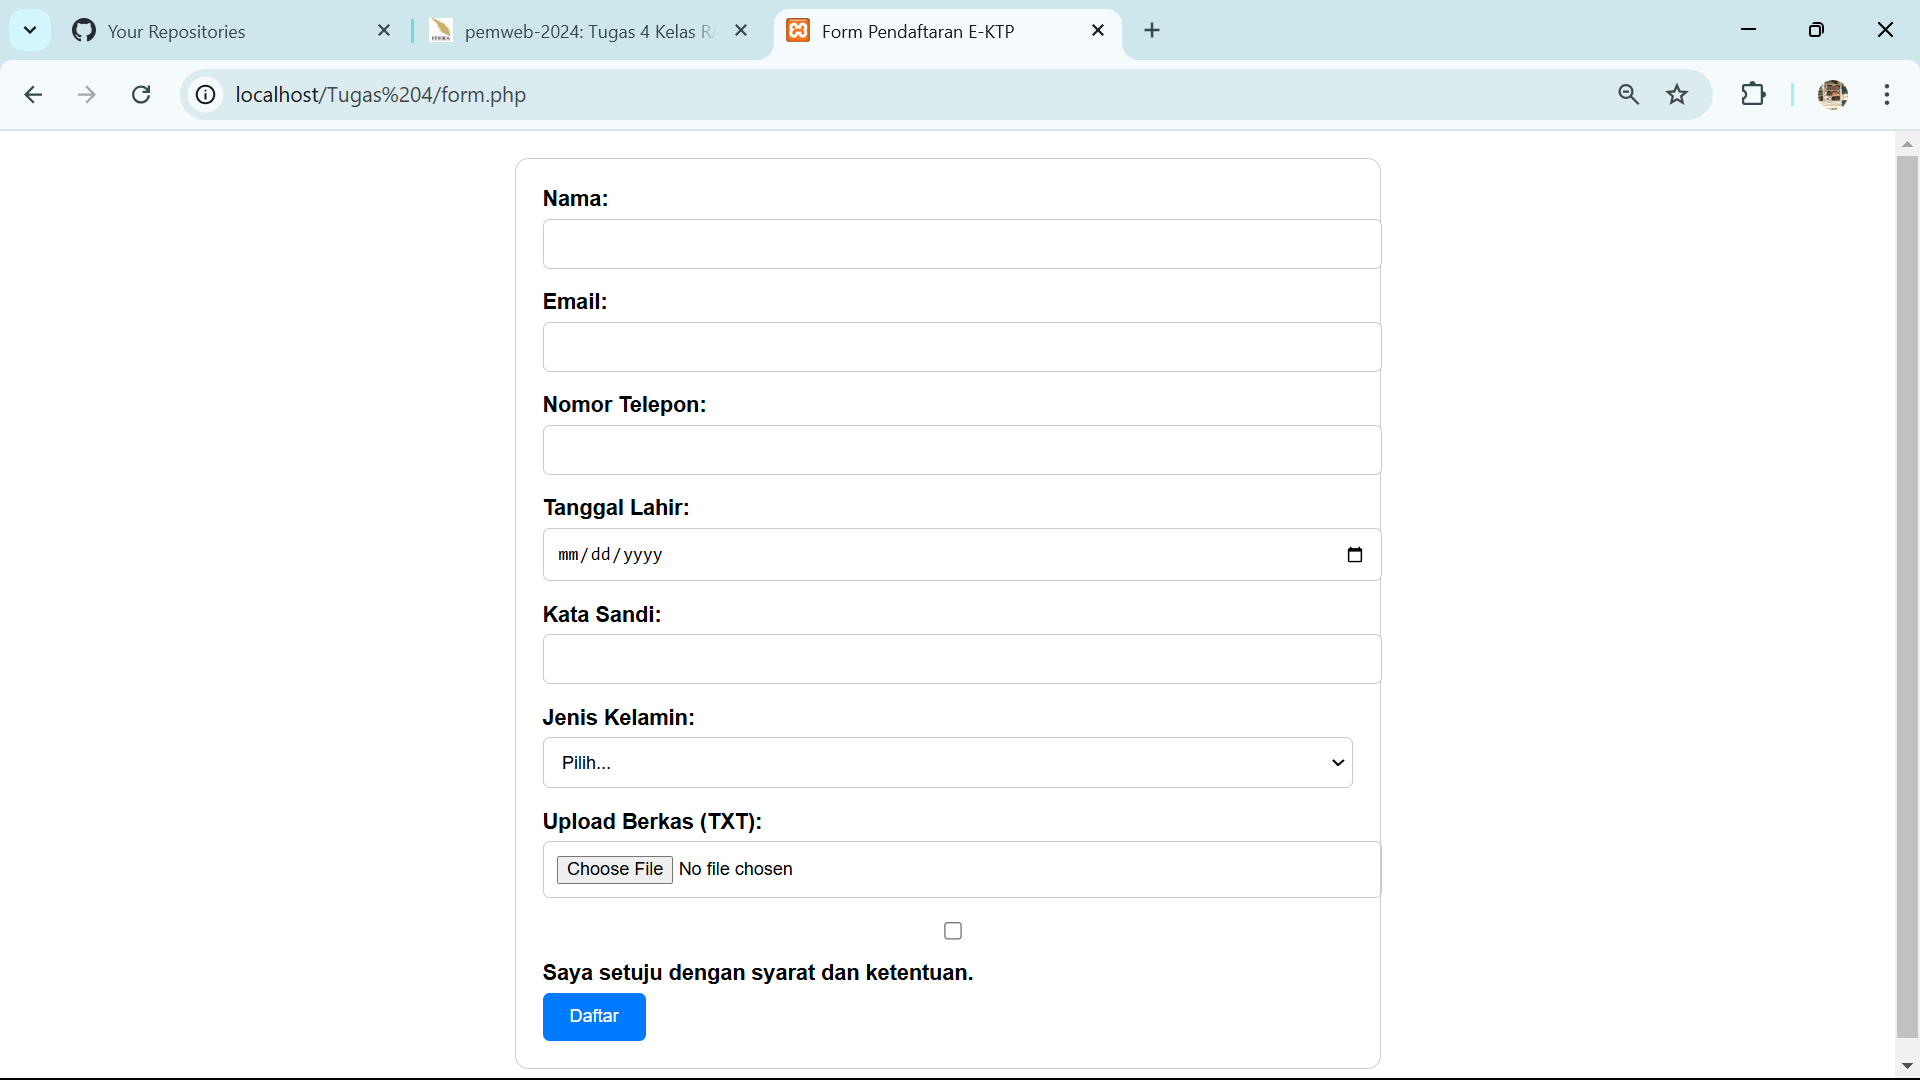 Your Repositories
pemweb-2024: Tugas 4 Kelas
Form Pendaftaran E-KTP
localhost/Tugas%204/form.php
Nama:
Email:
Nomor Telepon:
Tanggal Lahir:
mm/dd/yyyy
Kata Sandi:
Jenis Kelamin:
Pilih...
Upload Berkas (TXT):
Choose File No file chosen
Saya setuju dengan syarat dan ketentuan.
Daftar